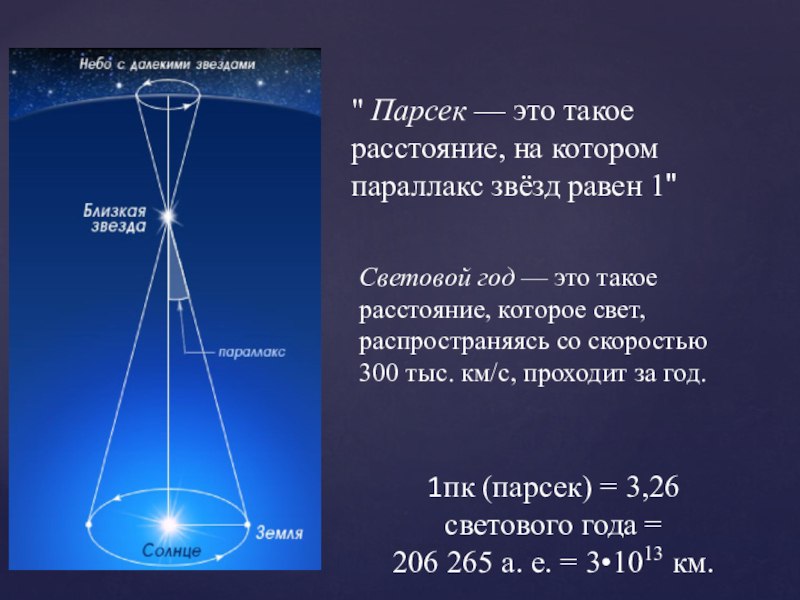 Небо с далекими звездами
Близкая
звезда
параллакс
Земля
Солнце
" Парсек — это такое
расстояние, на котором
параллакс звёзд равен 1"
Световой год — это такое
расстояние, которое свет,
распространяясь со скоростью
300 тыс. км/с, проходит за год.
1пк (парсек) = 3,26
светового года =
206 265 а. е. = 3•10¹³ км.